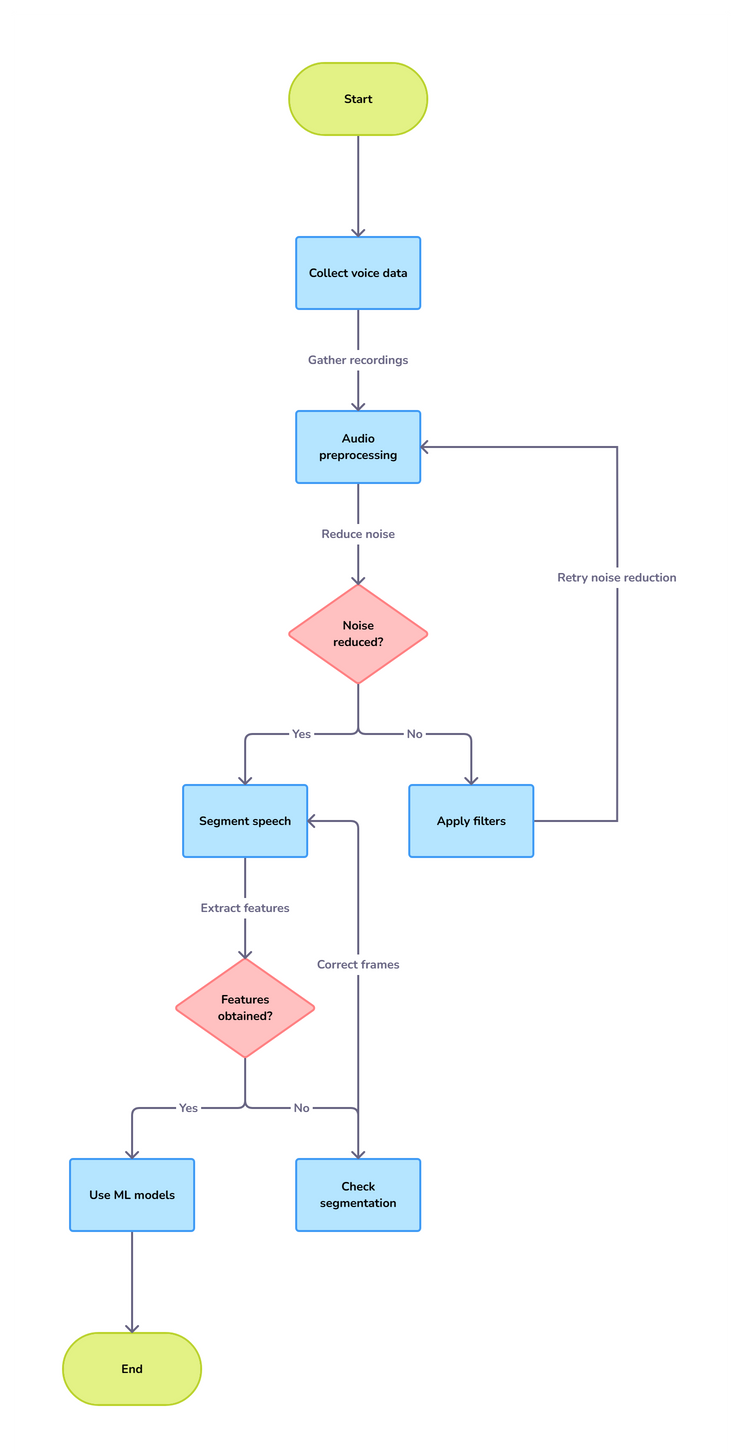 Start
Collect voice data
Gather recordings
Audio
preprocessing
Reduce noise
Retry noise reduction
Noise
reduced?
Yes
No
Segment speech
Apply filters
Extract features
Correct frames
Features
obtained?
Yes
No
Use ML models
Check
segmentation
End